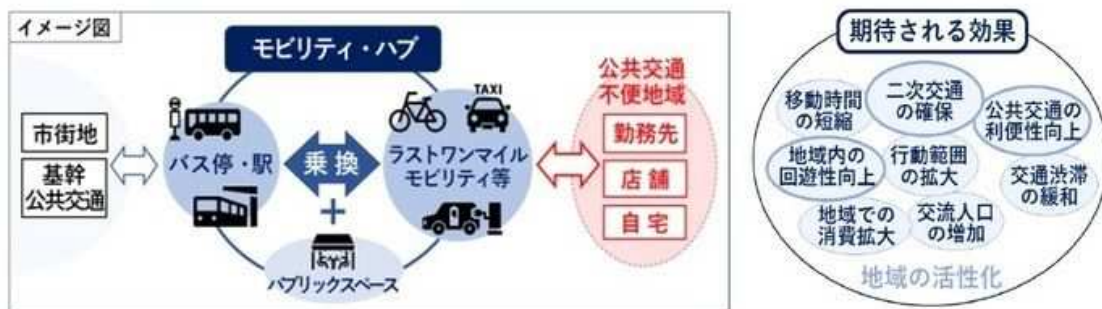 イメージ図
モビリティ・ハブ
市街地
基幹
公共交通
バス停・駅
乗換
+
TAXI
ラストワンマイル
モビリティ等
パブリックスペース
公共交通
不便地域
勤務先
店舗
自宅
期待される効果
移動時間
の短縮
二次交通
の確保
公共交通の
利便性向上
地域内の
回遊性向上
行動範囲
の拡大
交通渋滞
の緩和
地域での
消費拡大
交流人口
の増加
地域の活性化